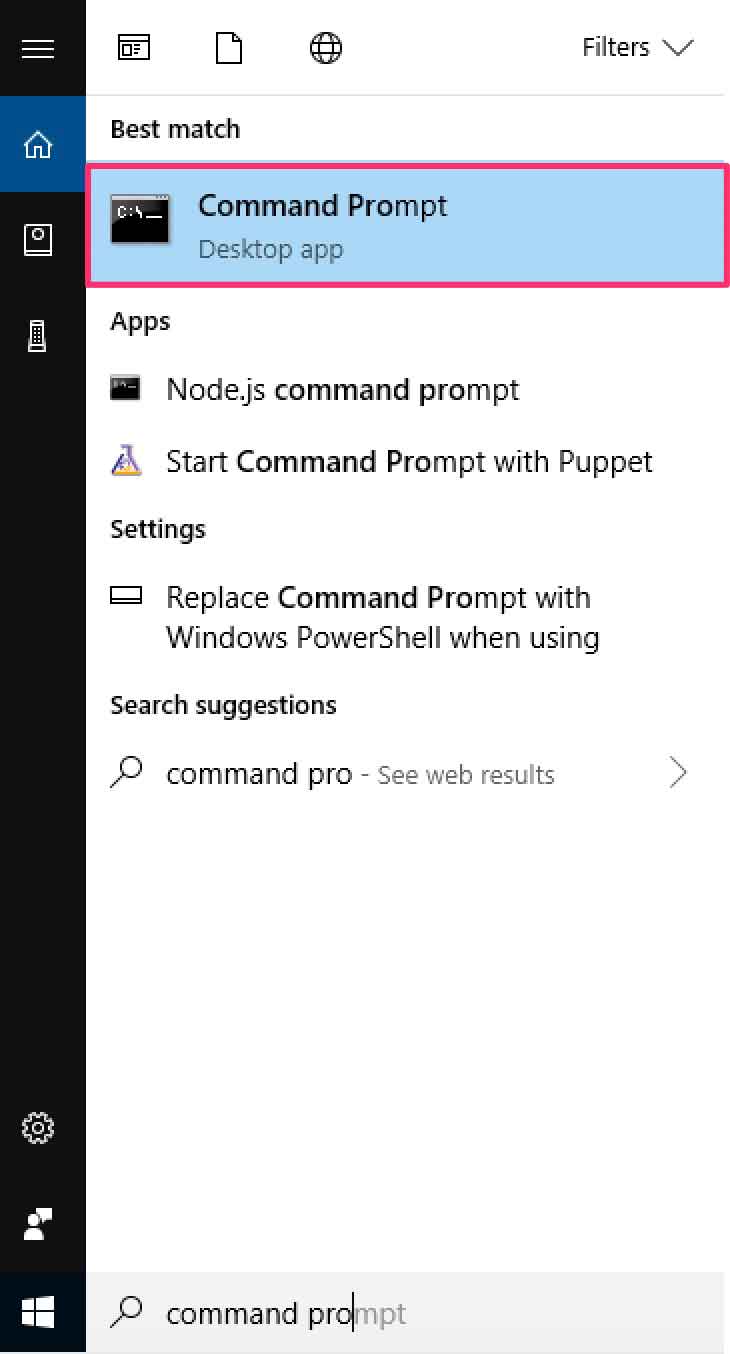 Filters
Best match
C:\
Command Prompt
Desktop app
Apps
Node.js command prompt
Start Command Prompt with Puppet
Settings
Replace Command Prompt with
Windows PowerShell when using
Search suggestions
command pro - See web results
command prompt